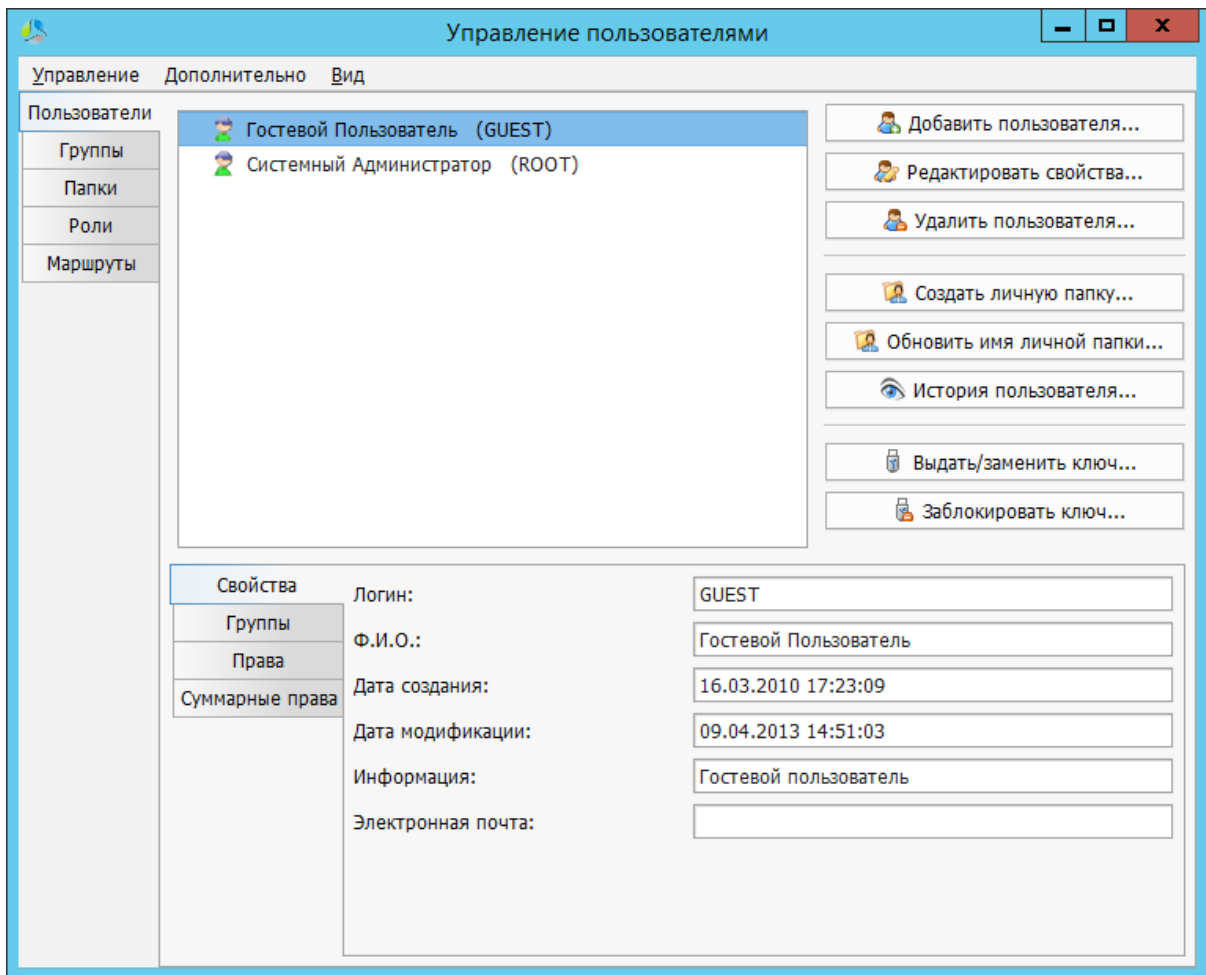 Управление пользователями
Управление Дополнительно Вид
Пользователи
Группы
Папки
Роли
Маршруты
Гостевой Пользователь (GUEST)
Системный Администратор (ROOT)
Добавить пользователя...
Редактировать свойства...
Удалить пользователя...
Создать личную папку...
Обновить имя личной папки...
История пользователя...
Выдать/заменить ключ...
Заблокировать ключ...
Свойства
Группы
Права
Суммарные права
Логин: GUEST
Ф.И.О.: Гостевой Пользователь
Дата создания: 16.03.2010 17:23:09
Дата модификации: 09.04.2013 14:51:03
Информация: Гостевой пользователь
Электронная почта: